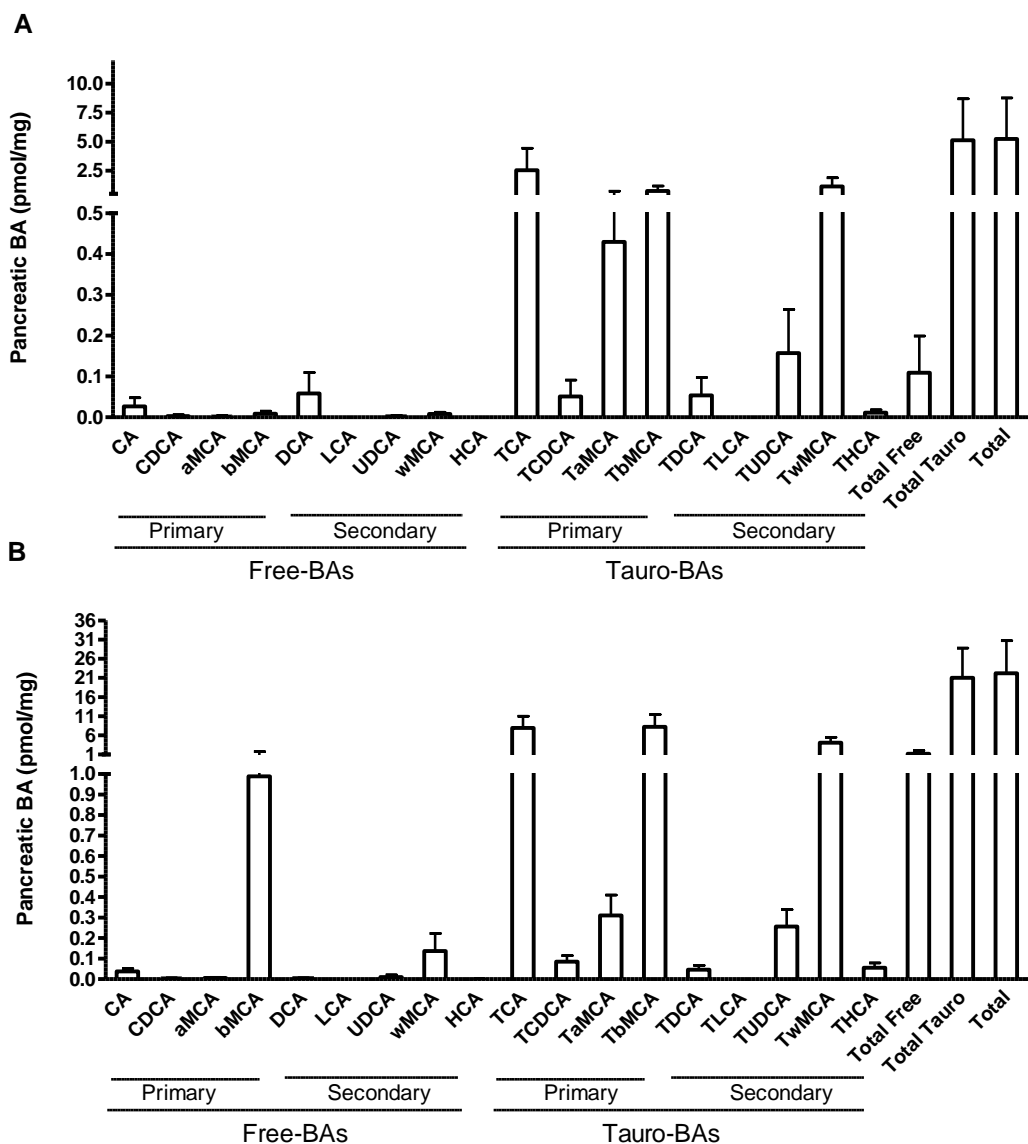 A
Pancreatic BA (pmol/mg)
10.0
7.5
5.0
2.5
0.5
0.4
0.3
0.2
0.1
0.0
CA CDCA aMCA bMCA DCA LCA UDCA wMCA HCA TCA TCDCA TaMCA TbMCA TDCA TLCA TUDCA TwMCA THCA Total Free Total Tauro Total
Primary Secondary Primary Secondary
Free-BAs Tauro-BAs
B
Pancreatic BA (pmol/mg)
36
31
26
21
16
11
6
1
1.0
0.9
0.8
0.7
0.6
0.5
0.4
0.3
0.2
0.1
0.0
CA CDCA aMCA bMCA DCA LCA UDCA wMCA HCA TCA TCDCA TaMCA TbMCA TDCA TLCA TUDCA TwMCA THCA Total Free Total Tauro Total
Primary Secondary Primary Secondary
Free-BAs Tauro-BAs